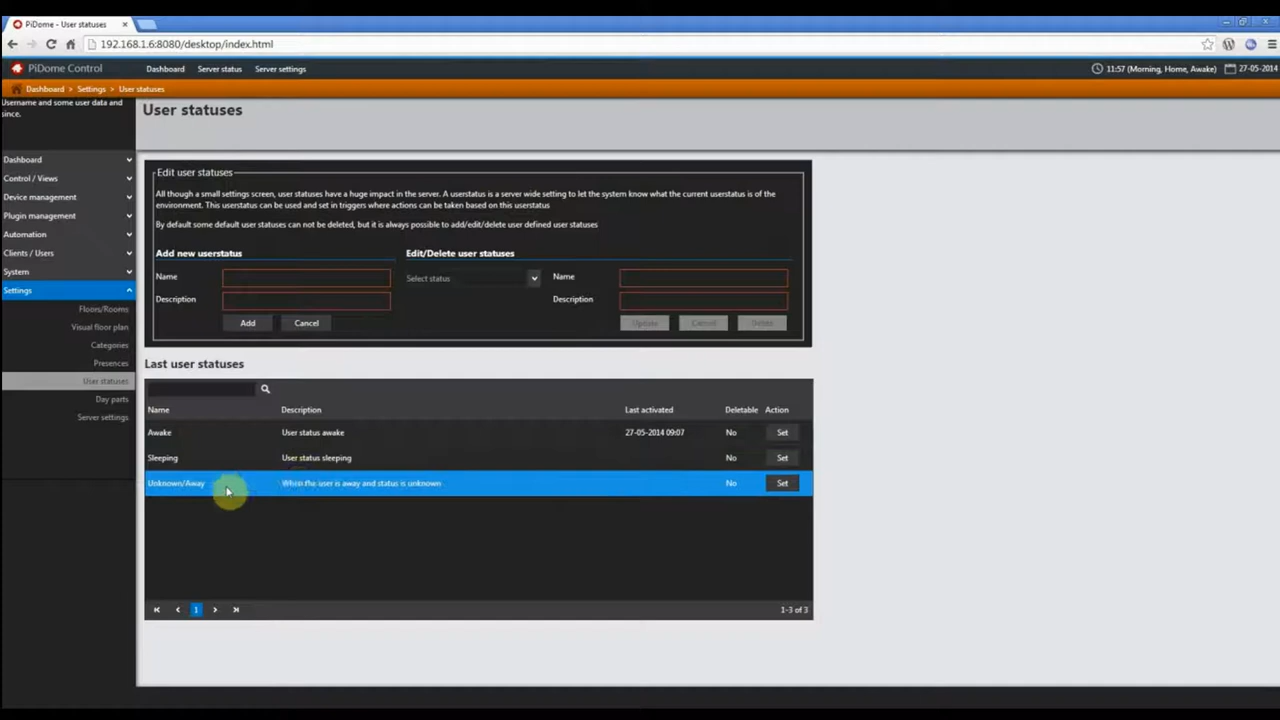 PiDome - User statuses
192.168.1.6:8080/desktop/index.html
PiDome Control
Dashboard
Server status
Server settings
11:57 (Morning, Home, Awake)
27-05-2014
Dashboard > Settings > User statuses
Username and some user data and
since.
User statuses
Dashboard
Control / Views
Device management
Plugin management
Automation
Clients / Users
System
Settings
Floors/Rooms
Visual floor plan
Categories
Presences
User statuses
Day parts
Server settings
Edit user statuses
All though a small settings screen, user statuses have a huge impact in the server. A userstatus is a server wide setting to let the system know what the current userstatus is of the
environment. This userstatus can be used and set in triggers where actions can be taken based on this userstatus
By default some default user statuses can not be deleted, but it is always possible to add/edit/delete user defined user statuses
Add new userstatus
Name
Description
Add
Cancel
Edit/Delete user statuses
Select status
Name
Description
Update
Cancel
Delete
Last user statuses
Name Description Last activated Deletable Action
Awake User status awake 27-05-2014 09:07 No Set
Sleeping User status sleeping No Set
Unknown/Away When the user is away and status is unknown No Set
1
1-3 of 3